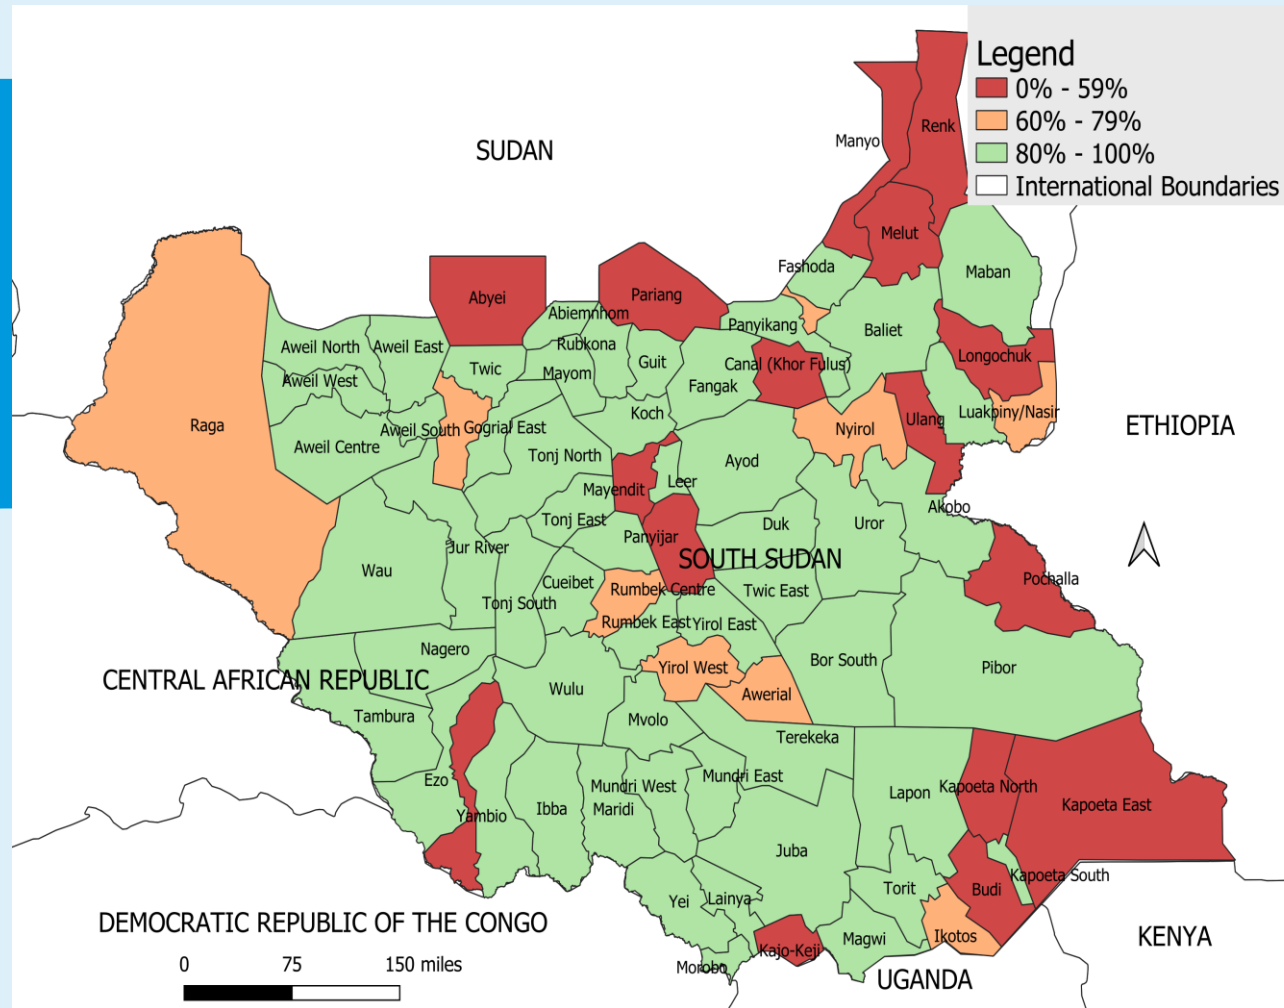 Legend
0% - 59%
60% - 79%
80% - 100%
International Boundaries
SUDAN
Manyo
Renk
Melut
Fashoda
Maban
Abyei
Pariang
Abiemnhom
Panyikang
Baliet
Aweil North
Aweil East
Rubkona
Longochuk
Twic
Mayom
Guit
Canal (Khor Fulus)
Aweil West
Fangak
Koch
Luakpiny/Nasir
Raga
Aweil South
Gogrial East
Nyirol
Ulang
ETHIOPIA
Aweil Centre
Tonj North
Ayod
Mayendit
Leer
Akobo
Tonj East
Duk
Uror
Panyijar
Jur River
SOUTH SUDAN
Wau
Cueibet
Rumbek Centre
Twic East
Pochalla
Tonj South
Rumbek East
Yirol East
Nagero
Bor South
Pibor
CENTRAL AFRICAN REPUBLIC
Wulu
Yirol West
Awerial
Tambura
Mvolo
Terekeka
Ezo
Mundri West
Mundri East
Kapoeta North
Lapon
Kapoeta East
Yambio
Ibba
Maridi
Juba
Kapoeta South
Torit
Budi
Yei
Lainya
DEMOCRATIC REPUBLIC OF THE CONGO
Magwi
Ikotos
KENYA
Kajo-Keji
Morobo
UGANDA
0 75 150 miles